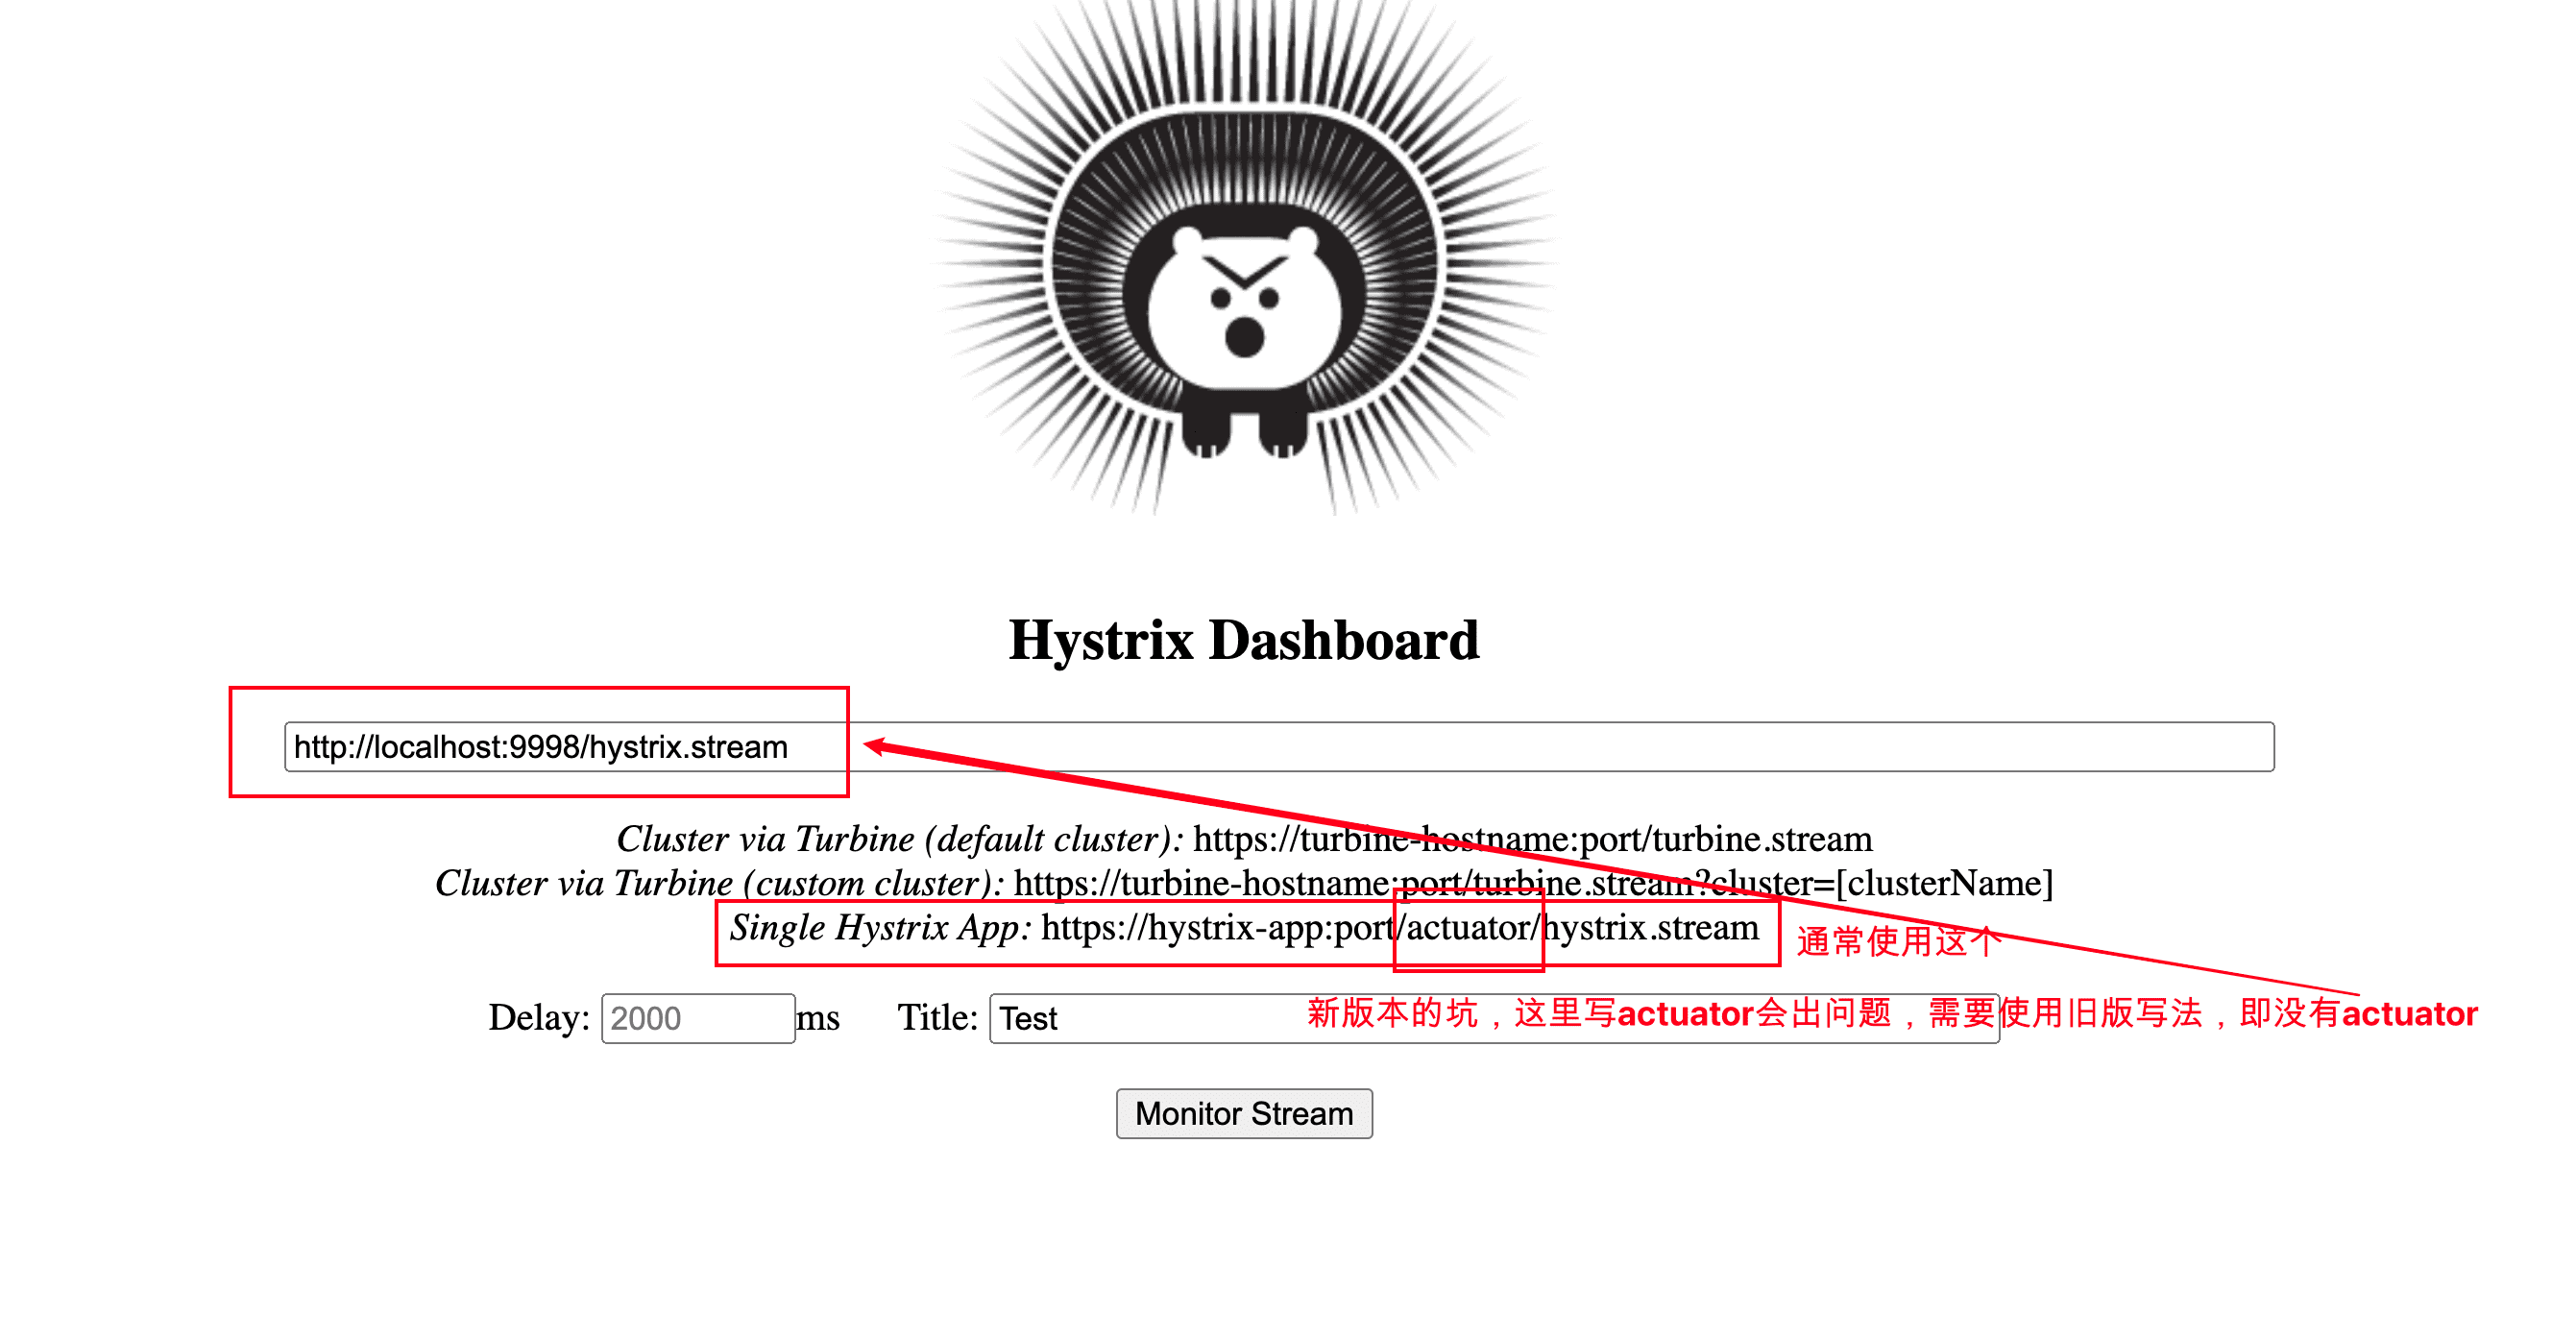 Hystrix Dashboard
http://localhost:9998/hystrix.stream
Cluster via Turbine (default cluster): https://turbine-hostname:port/turbine.stream
Cluster via Turbine (custom cluster): https://turbine-hostname:port/turbine.stream?cluster=[clusterName]
Single Hystrix App: https://hystrix-app:port/actuator/hystrix.stream
通常使用这个
Delay: 2000 ms Title: Test
新版本的坑，这里写actuator会出问题，需要使用旧版写法，即没有actuator
Monitor Stream